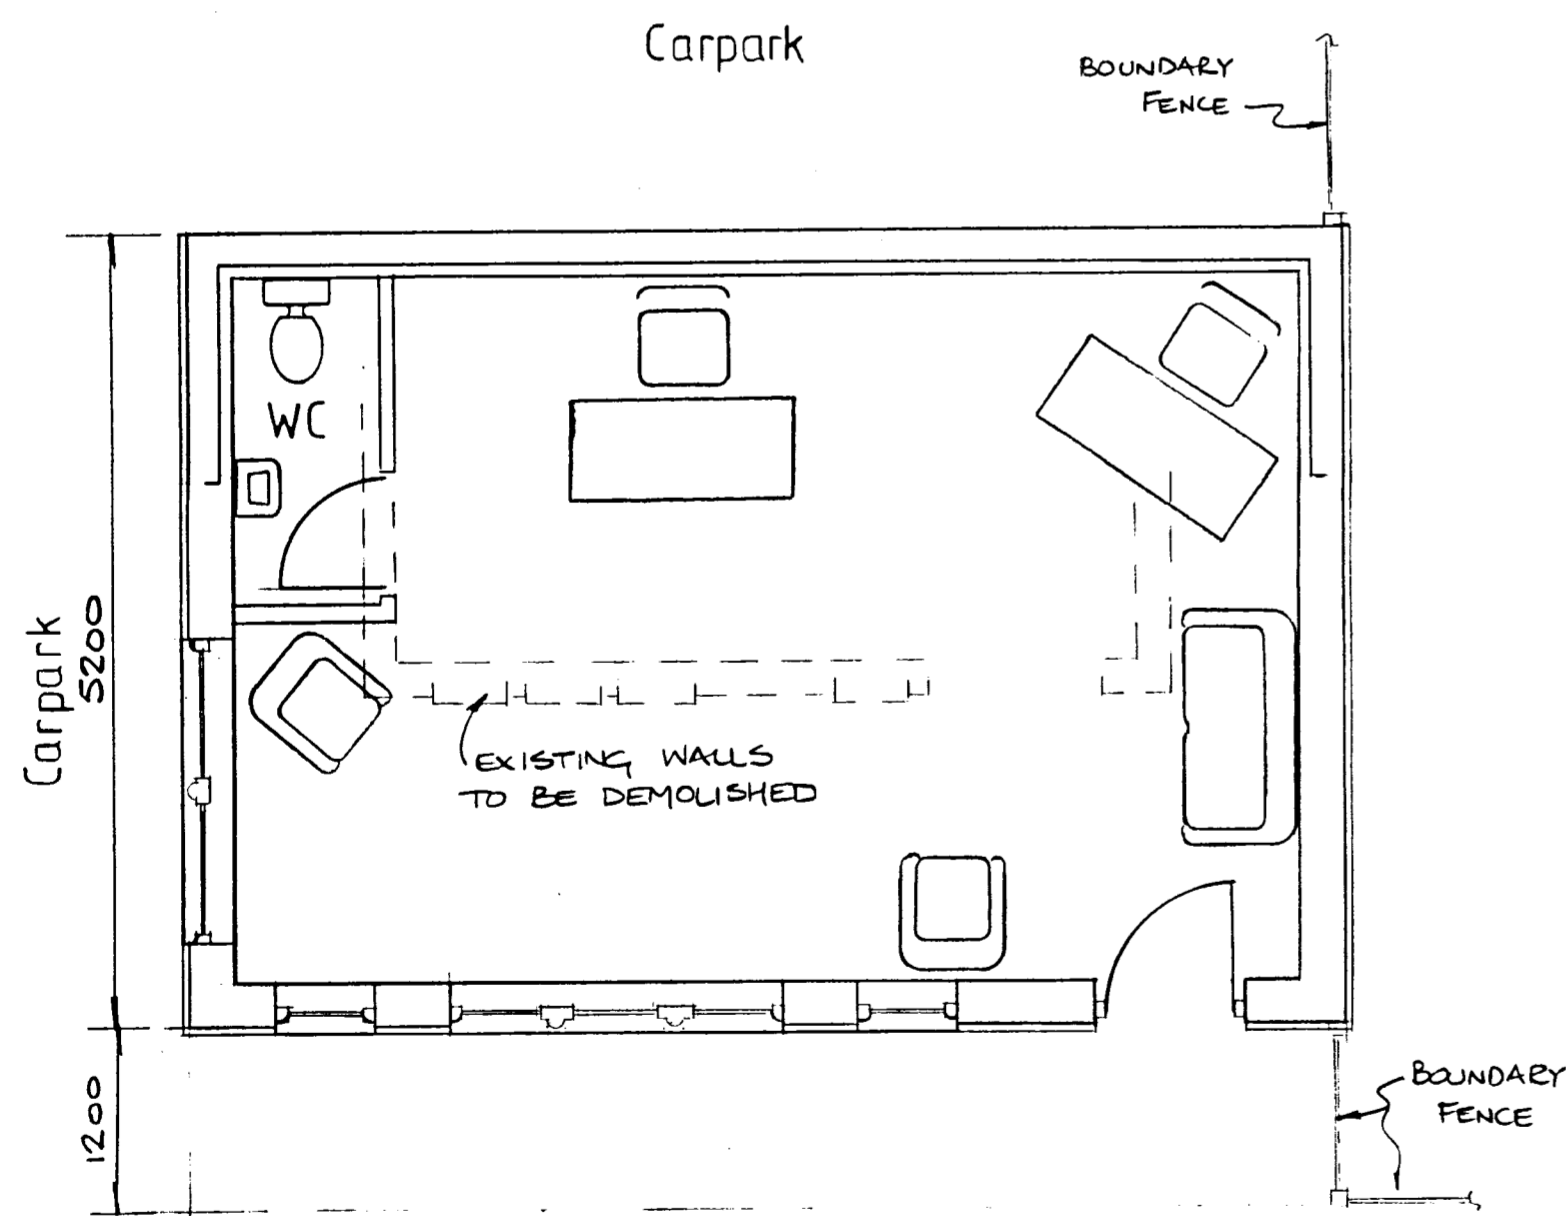 Carpark
BOUNDARY
FENCE
WC
Carpark
5200
EXISTING WALLS
TO BE DEMOLISHED
1200
BOUNDARY
FENCE